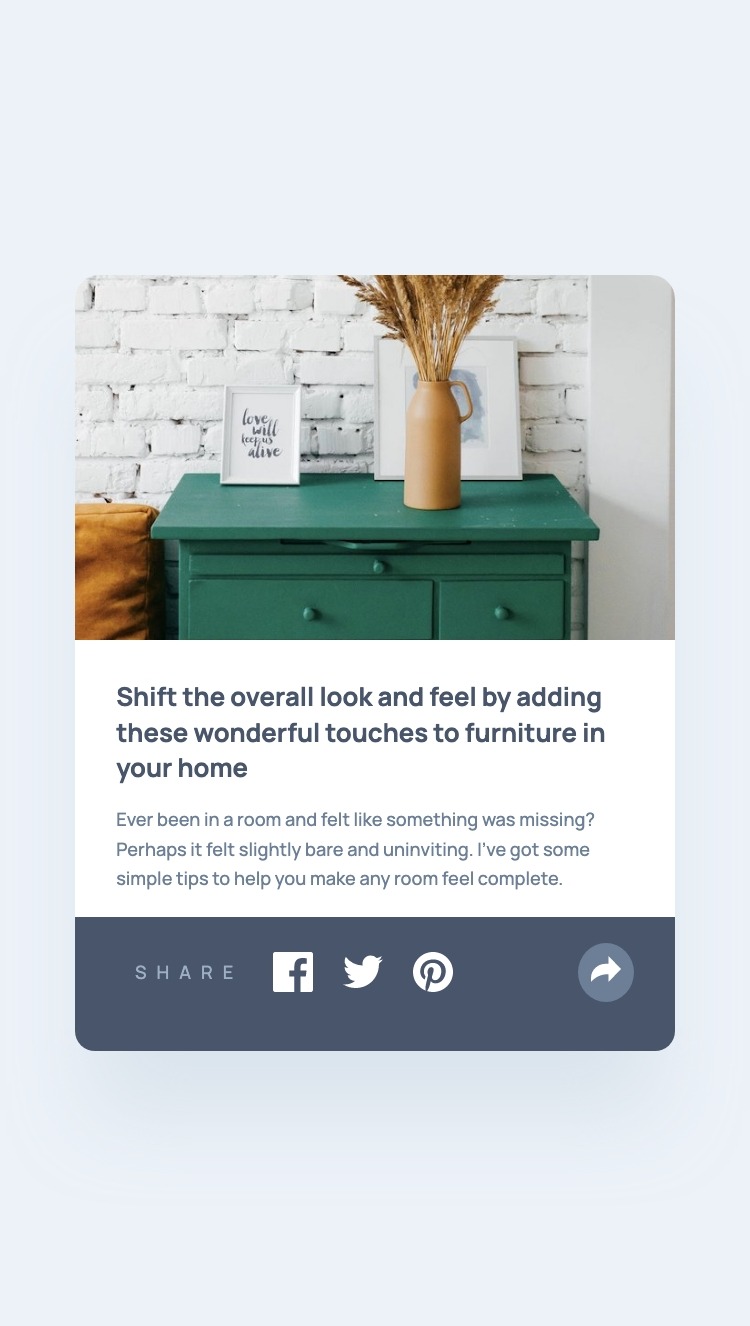 love
will
keep us
alive
Shift the overall look and feel by adding
these wonderful touches to furniture in
your home
Ever been in a room and felt like something was missing?
Perhaps it felt slightly bare and uninviting. I've got some
simple tips to help you make any room feel complete.
SHARE